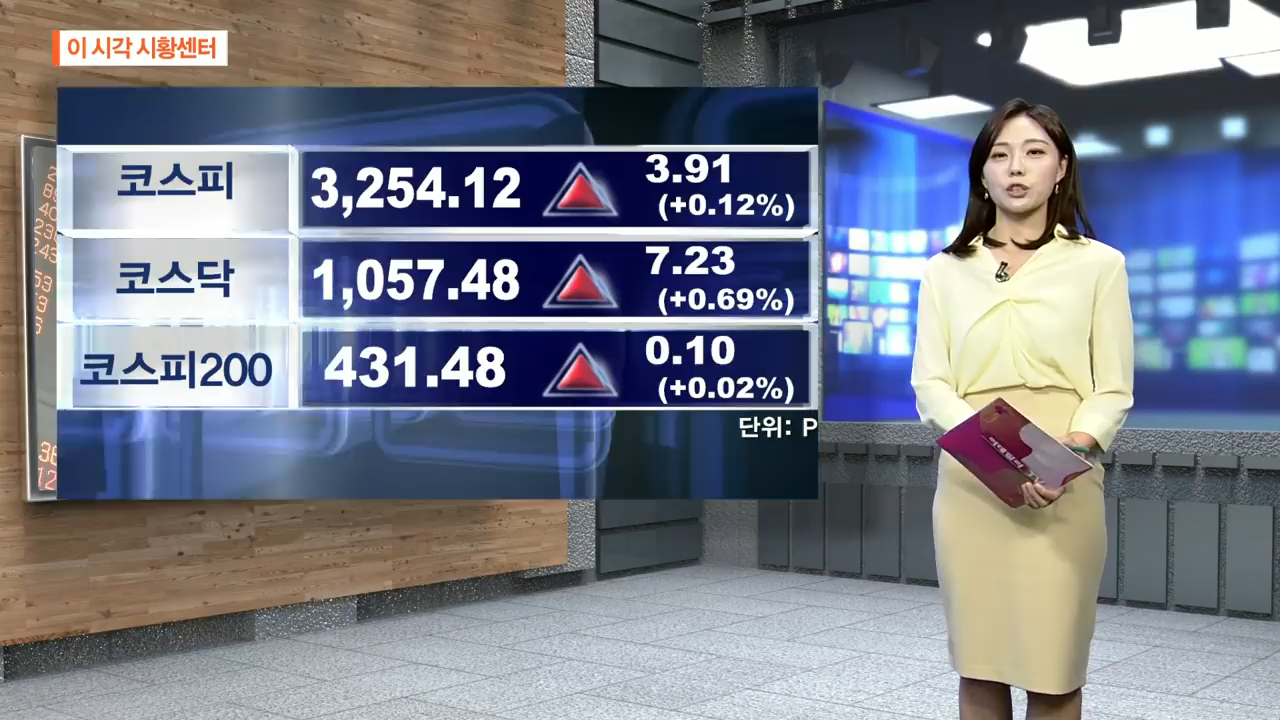 이 시각 시황센터
코스피 3,254.12 3.91 (+0.12%)
코스닥 1,057.48 7.23 (+0.69%)
코스피200 431.48 0.10 (+0.02%)
단위: P